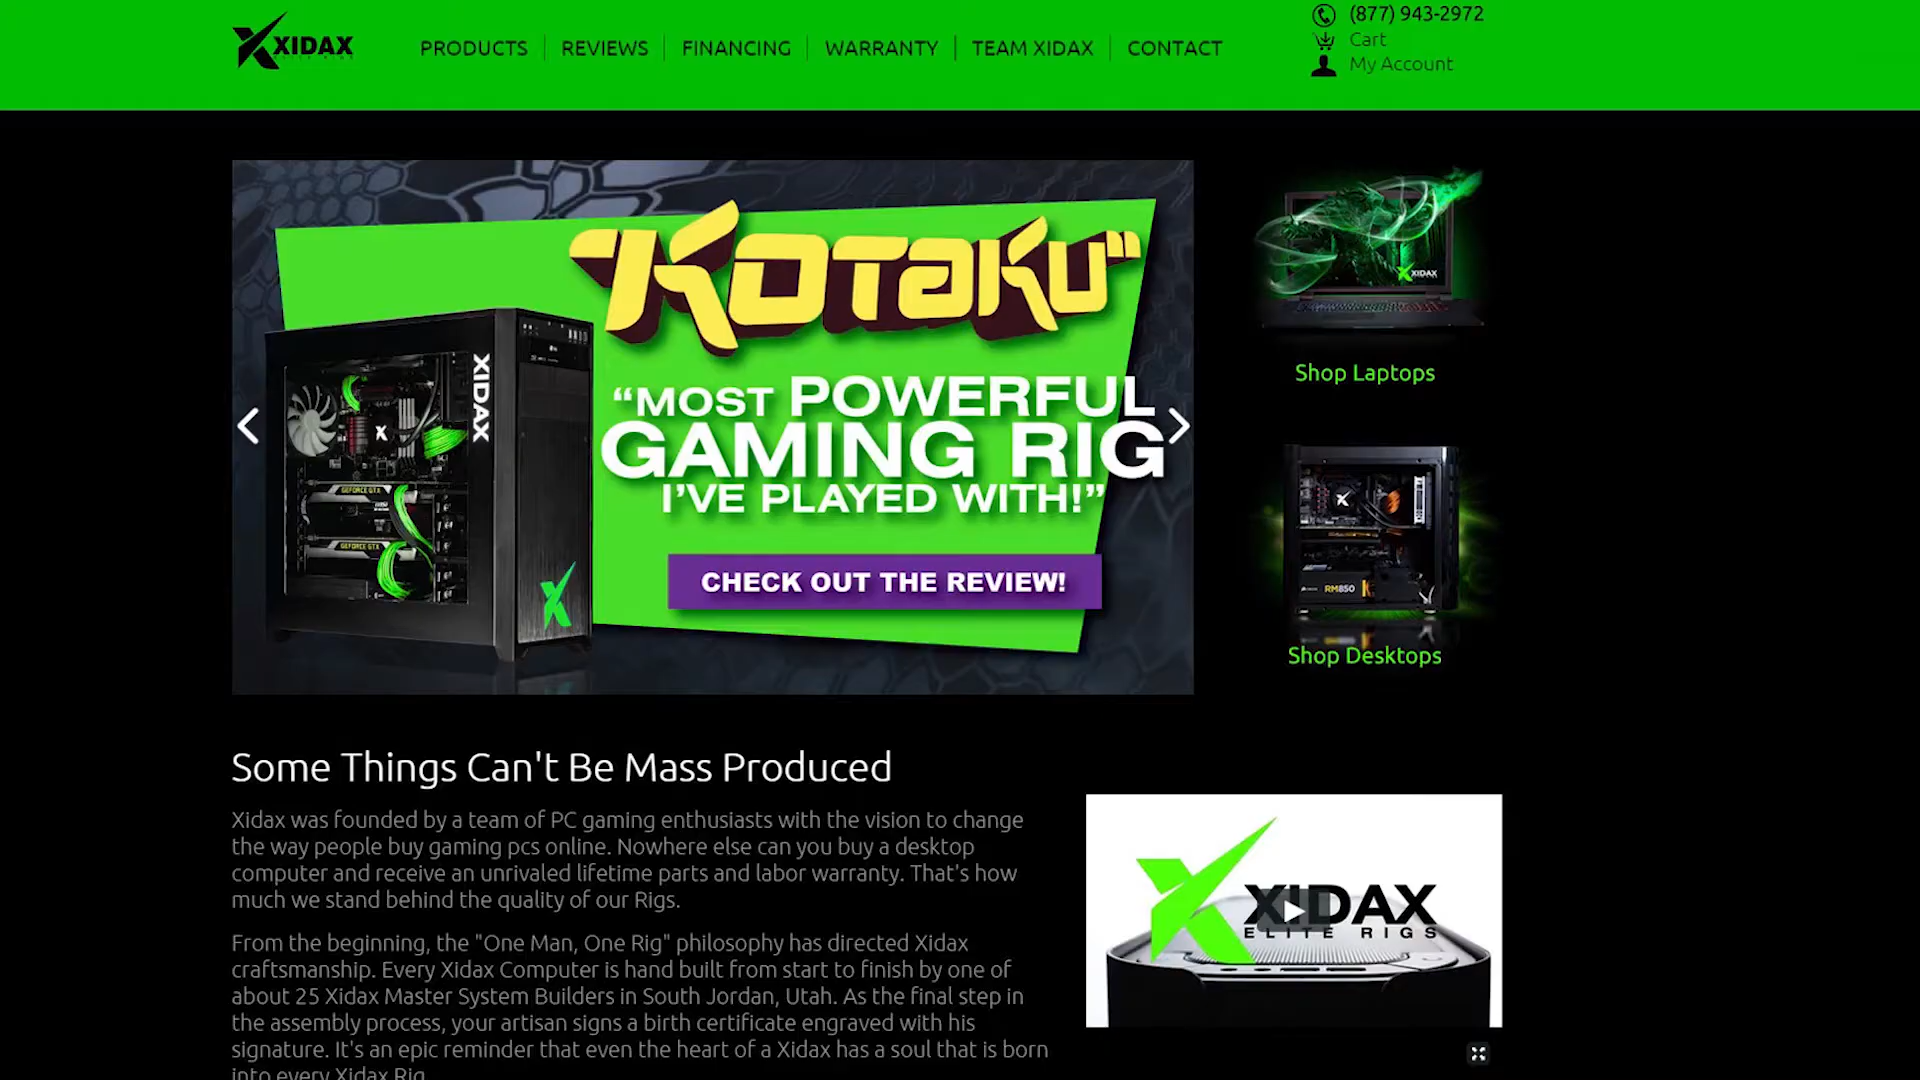 XIDAX
ELITE RIGS
PRODUCTS
REVIEWS
FINANCING
WARRANTY
TEAM XIDAX
CONTACT
(877) 943-2972
Cart
My Account
"KOTAKU"
XIDAX
GEFORCE GTX
GEFORCE GTX
“MOST POWERFUL
GAMING RIG
I’VE PLAYED WITH!”
CHECK OUT THE REVIEW!
XIDAX
Shop Laptops
RM850
Shop Desktops
Some Things Can't Be Mass Produced
Xidax was founded by a team of PC gaming enthusiasts with the vision to change
the way people buy gaming pcs online. Nowhere else can you buy a desktop
computer and receive an unrivaled lifetime parts and labor warranty. That's how
much we stand behind the quality of our Rigs.
From the beginning, the "One Man, One Rig" philosophy has directed Xidax
craftsmanship. Every Xidax Computer is hand built from start to finish by one of
about 25 Xidax Master System Builders in South Jordan, Utah. As the final step in
the assembly process, your artisan signs a birth certificate engraved with his
signature. It's an epic reminder that even the heart of a Xidax has a soul that is born
into every Xidax Rig.
XIDAX
ELITE RIGS